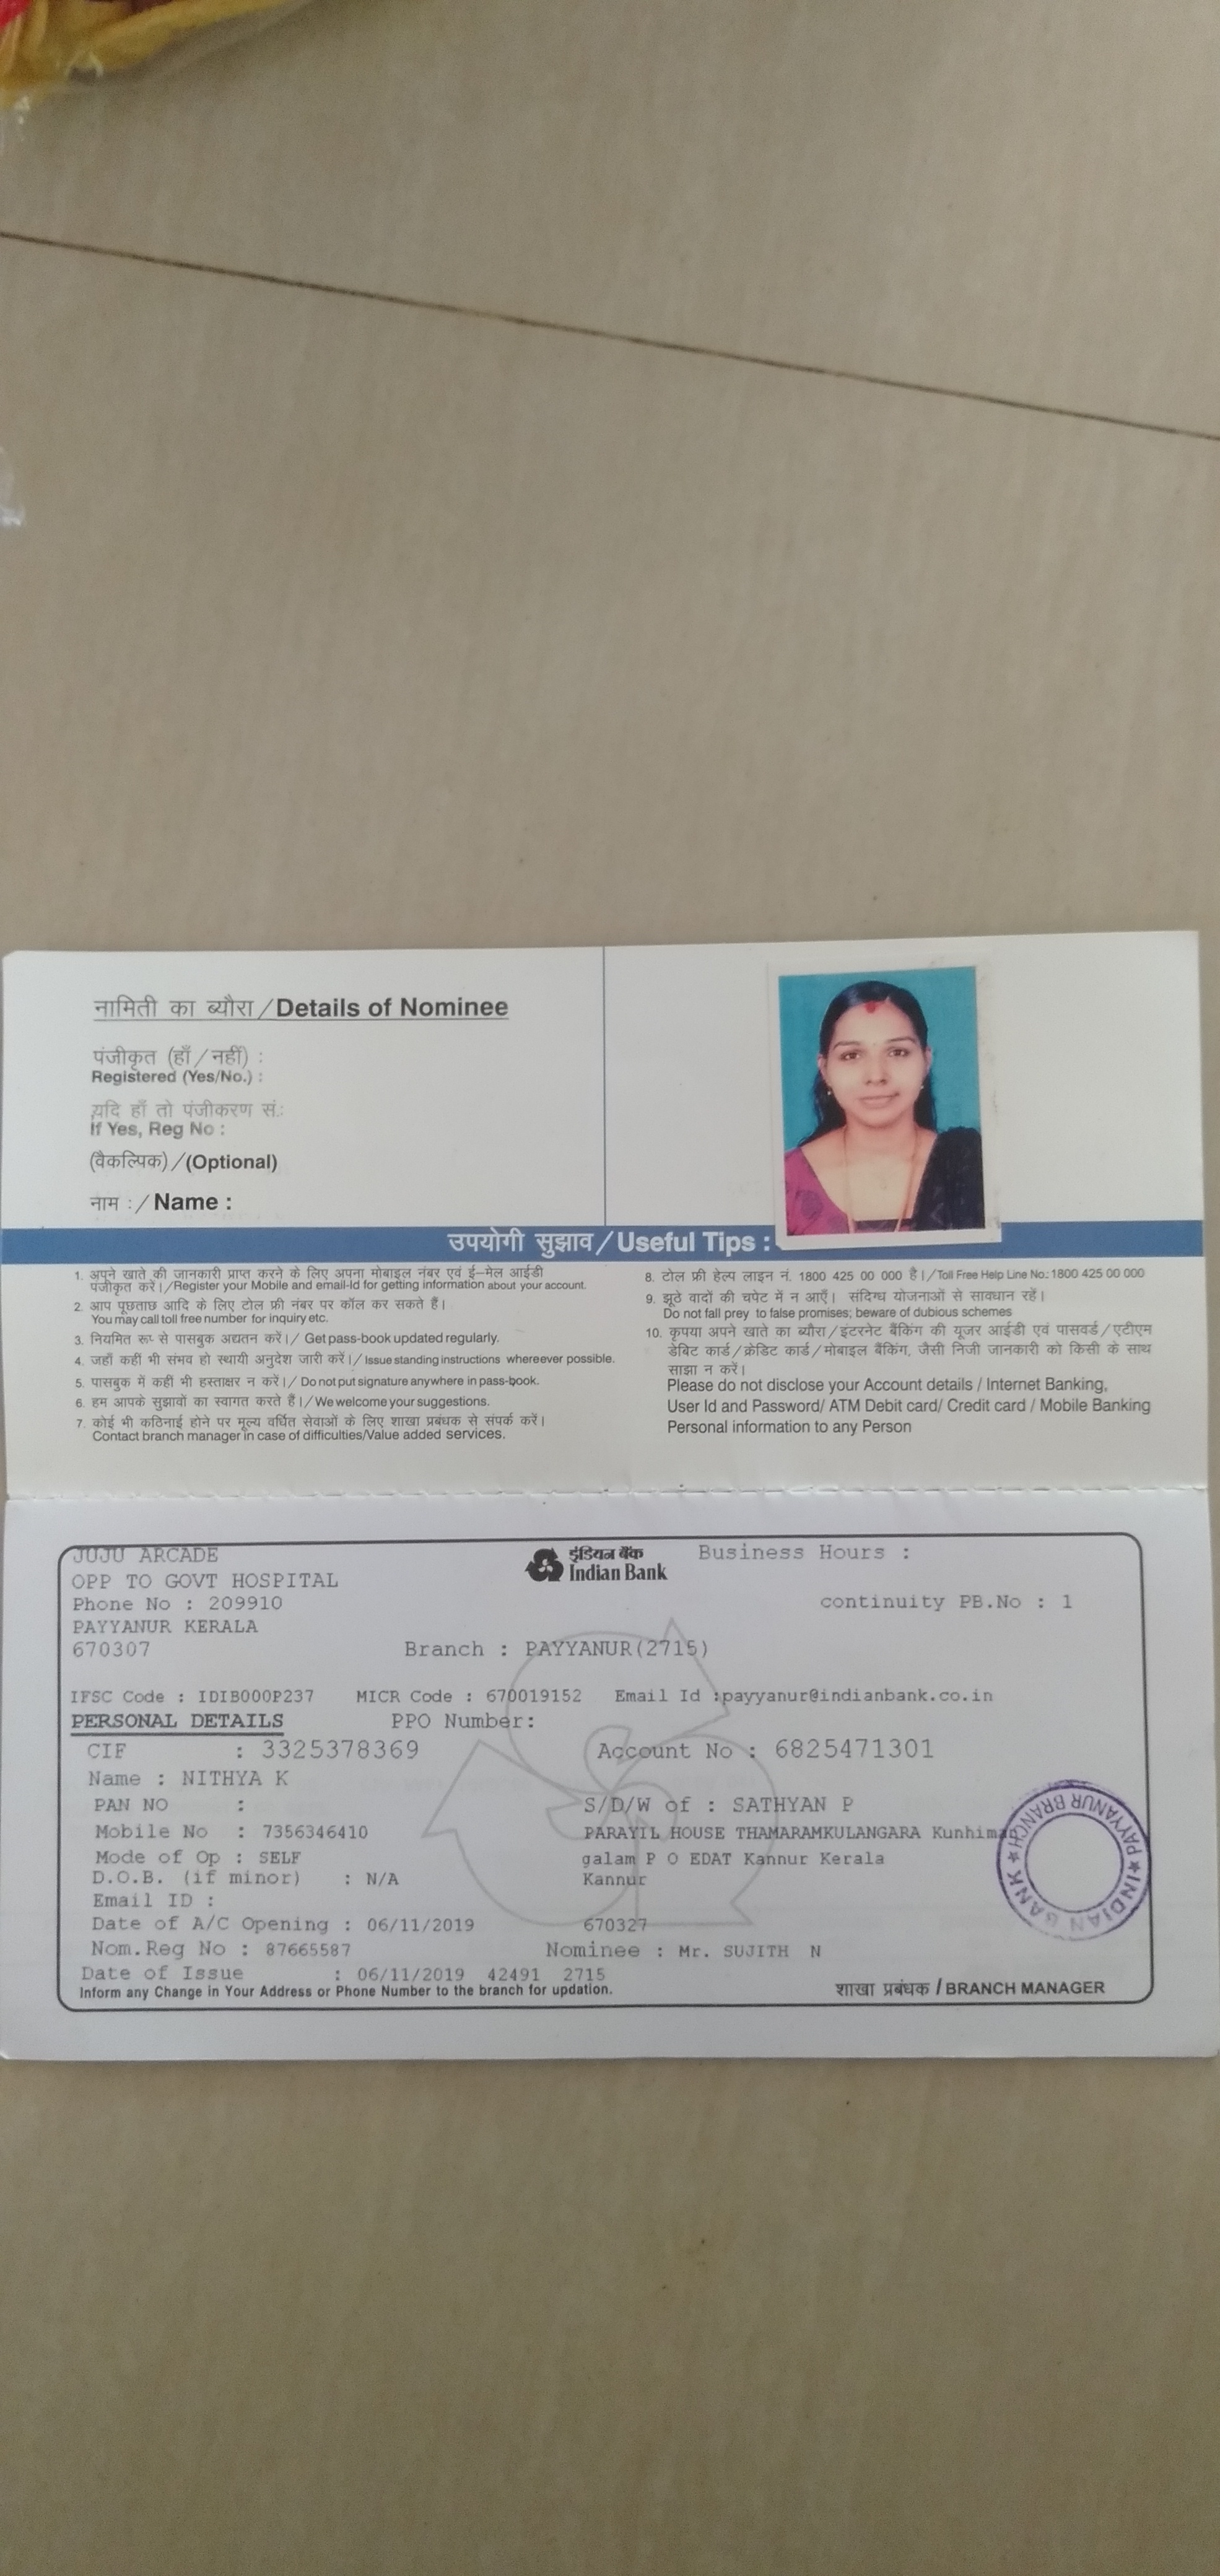 नामिती का ब्यौरा / Details of Nominee
पंजीकृत (हाँ / नहीं) :
Registered (Yes/No.) :
यदि हाँ तो पंजीकरण सं.:
If Yes, Reg No :
(वैकल्पिक) / (Optional)
नाम : / Name :
उपयोगी सुझाव / Useful Tips :
1. अपने खाते की जानकारी प्राप्त करने के लिए अपना मोबाइल नंबर एवं ई–मेल आईडी
पंजीकृत करें। / Register your Mobile and email-Id for getting information about your account.
2. आप पूछताछ आदि के लिए टोल फ्री नंबर पर कॉल कर सकते हैं।
You may call toll free number for inquiry etc.
3. नियमित रूप से पासबुक अद्यतन करें। / Get pass-book updated regularly.
4. जहाँ कहीं भी संभव हो स्थायी अनुदेश जारी करें। / Issue standing instructions whereever possible.
5. पासबुक में कहीं भी हस्ताक्षर न करें। / Do not put signature anywhere in pass-book.
6. हम आपके सुझावों का स्वागत करते हैं। / We welcome your suggestions.
7. कोई भी कठिनाई होने पर मूल्य वर्धित सेवाओं के लिए शाखा प्रबंधक से संपर्क करें।
Contact branch manager in case of difficulties/Value added services.
8. टोल फ्री हेल्प लाइन नं. 1800 425 00 000 है। / Toll Free Help Line No.: 1800 425 00 000
9. झूठे वादों की चपेट में न आएँ। संदिग्ध योजनाओं से सावधान रहें।
Do not fall prey to false promises; beware of dubious schemes
10. कृपया अपने खाते का ब्यौरा / इंटरनेट बैंकिंग की यूजर आईडी एवं पासवर्ड / एटीएम
डेबिट कार्ड / क्रेडिट कार्ड / मोबाइल बैंकिंग, जैसी निजी जानकारी को किसी के साथ
साझा न करें।
Please do not disclose your Account details / Internet Banking,
User Id and Password/ ATM Debit card/ Credit card / Mobile Banking
Personal information to any Person
JUJU ARCADE
इंडियन बैंक
Indian Bank
Business Hours :
OPP TO GOVT HOSPITAL
Phone No : 209910
continuity PB.No : 1
PAYYANUR KERALA
670307
Branch : PAYYANUR(2715)
IFSC Code : IDIB000P237 MICR Code : 670019152 Email Id :payyanur@indianbank.co.in
PERSONAL DETAILS PPO Number:
CIF : 3325378369 Account No : 6825471301
Name : NITHYA K
PAN NO : S/D/W of : SATHYAN P
Mobile No : 7356346410 PARAYIL HOUSE THAMARAMKULANGARA Kunhima
Mode of Op : SELF galam P O EDAT Kannur Kerala
D.O.B. (if minor) : N/A Kannur
Email ID :
Date of A/C Opening : 06/11/2019 670327
Nom.Reg No : 87665587 Nominee : Mr. SUJITH N
Date of Issue : 06/11/2019 42491 2715
Inform any Change in Your Address or Phone Number to the branch for updation.
शाखा प्रबंधक / BRANCH MANAGER
★ INDIAN BANK ★ PAYYANUR BRANCH